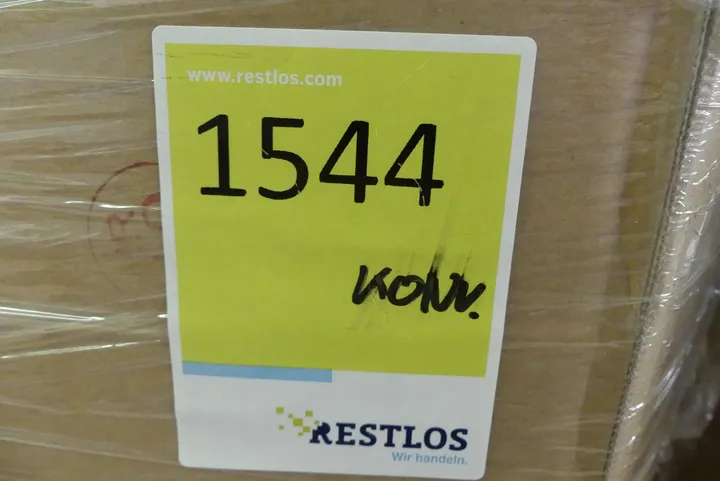 www.restlos.com
1544
KONV.
RESTLOS
Wir handeln.